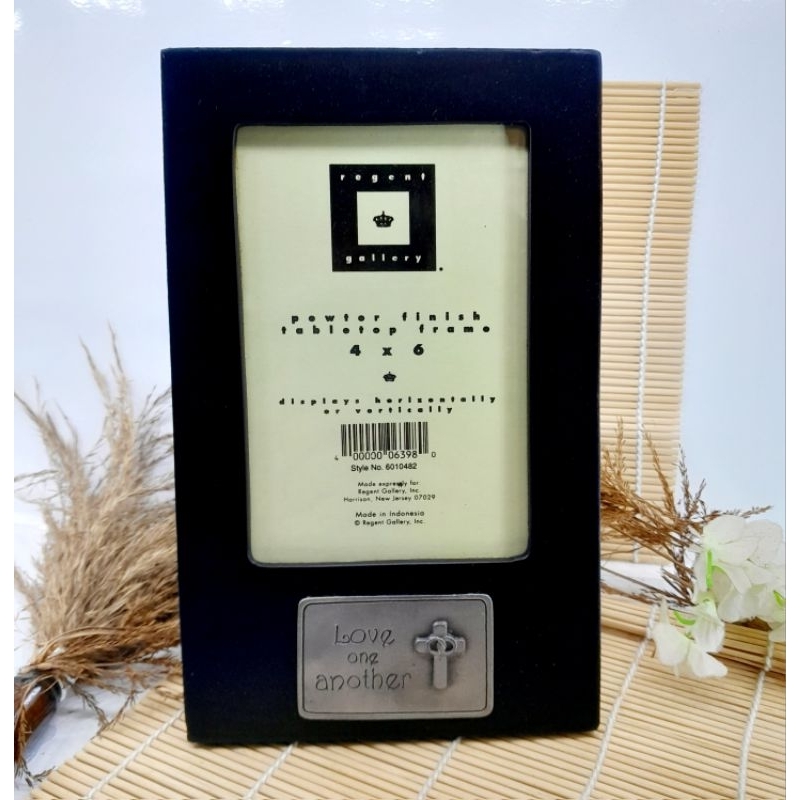 regent
gallery
pewter finish
tabletop frame
4 x 6
displays horizontally
or vertically
4 00000 06398 0
Style No. 6010482
Made expressly for
Regent Gallery, Inc.
Harrison, New Jersey 07029
Made in Indonesia
© Regent Gallery, Inc.
Love
one
another